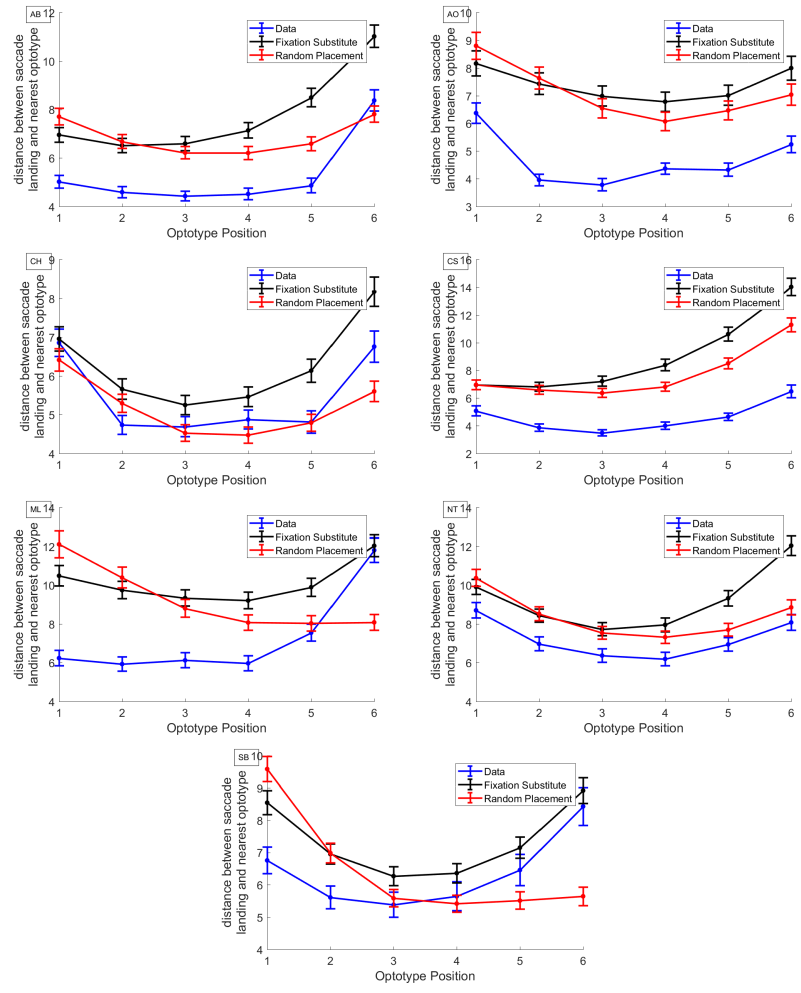 AB
distance between saccade
landing and nearest optotype
12
10
8
6
4
1 2 3 4 5 6
Optotype Position
Data
Fixation Substitute
Random Placement
AO
distance between saccade
landing and nearest optotype
10
9
8
7
6
5
4
3
1 2 3 4 5 6
Optotype Position
Data
Fixation Substitute
Random Placement
CH
distance between saccade
landing and nearest optotype
9
8
7
6
5
4
1 2 3 4 5 6
Optotype Position
Data
Fixation Substitute
Random Placement
CS
distance between saccade
landing and nearest optotype
16
14
12
10
8
6
4
2
1 2 3 4 5 6
Optotype Position
Data
Fixation Substitute
Random Placement
ML
distance between saccade
landing and nearest optotype
14
12
10
8
6
4
1 2 3 4 5 6
Optotype Position
Data
Fixation Substitute
Random Placement
NT
distance between saccade
landing and nearest optotype
14
12
10
8
6
4
1 2 3 4 5 6
Optotype Position
Data
Fixation Substitute
Random Placement
SB
distance between saccade
landing and nearest optotype
10
9
8
7
6
5
4
1 2 3 4 5 6
Optotype Position
Data
Fixation Substitute
Random Placement